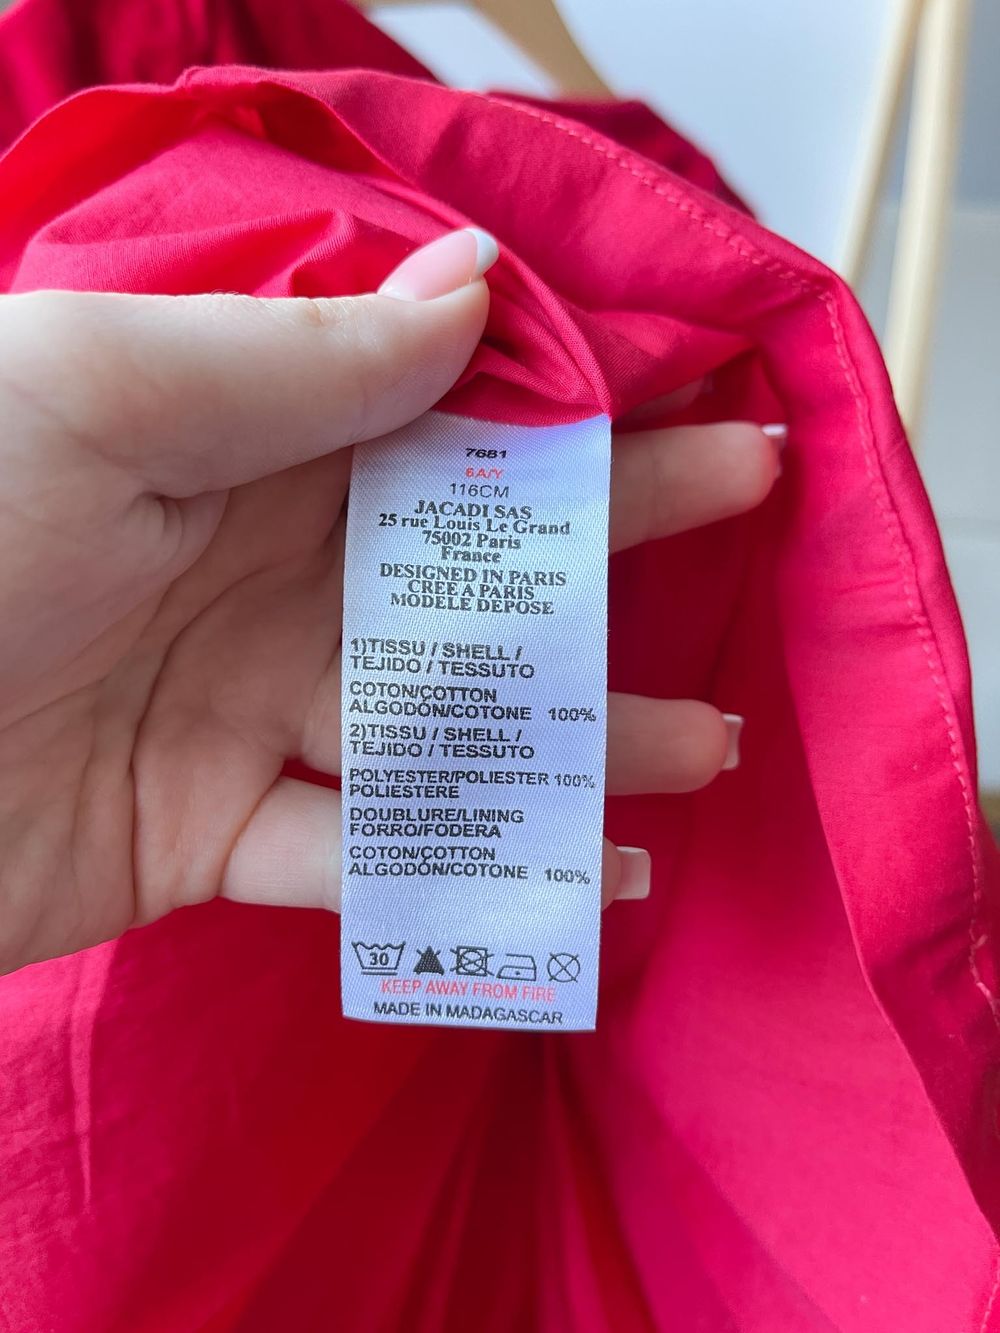 7681
6A/Y
116CM
JACADI SAS
25 rue Louis Le Grand
75002 Paris
France
DESIGNED IN PARIS
CREE A PARIS
MODELE DEPOSE
1)TISSU / SHELL /
TEJIDO / TESSUTO
COTON/COTTON
ALGODÓN/COTONE 100%
2)TISSU / SHELL /
TEJIDO / TESSUTO
POLYESTER/POLIESTER 100%
POLIESTERE
DOUBLURE/LINING
FORRO/FODERA
COTON/COTTON
ALGODÓN/COTONE 100%
30
KEEP AWAY FROM FIRE
MADE IN MADAGASCAR